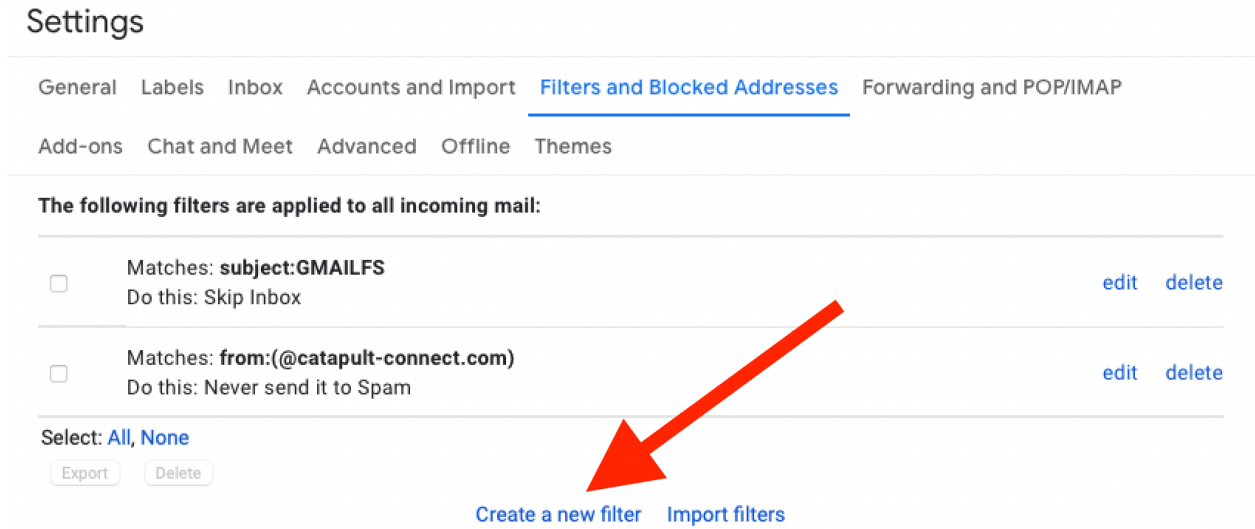 Settings
General Labels Inbox Accounts and Import Filters and Blocked Addresses Forwarding and POP/IMAP
Add-ons Chat and Meet Advanced Offline Themes
The following filters are applied to all incoming mail:
Matches: subject:GMAILFS
Do this: Skip Inbox
edit delete
Matches: from:(@catapult-connect.com)
Do this: Never send it to Spam
edit delete
Select: All, None
Export Delete
Create a new filter Import filters